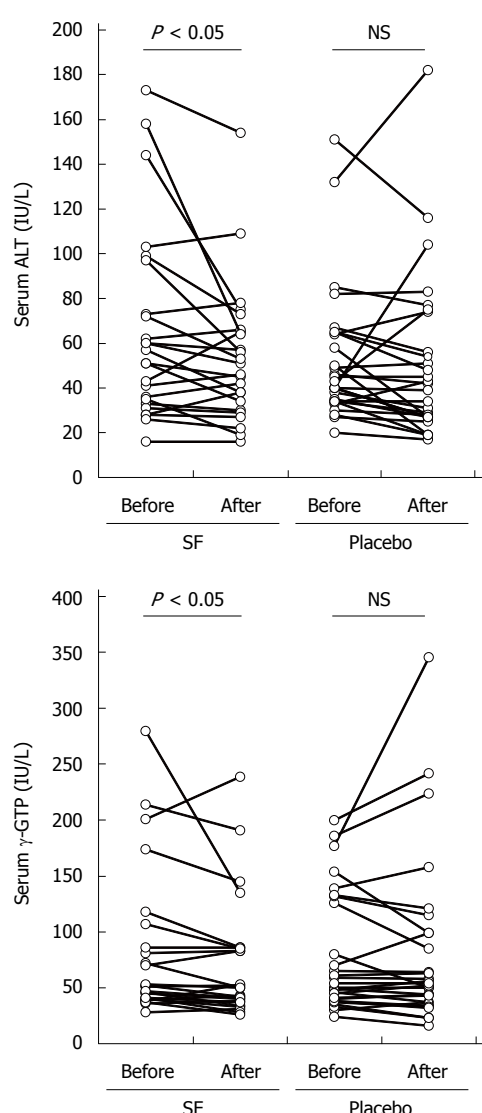 P < 0.05 NS
200
180
160
140
120
100
80
60
40
20
0
Serum ALT (IU/L)
Before After Before After
SF Placebo
P < 0.05 NS
400
350
300
250
200
150
100
50
0
Serum γ-GTP (IU/L)
Before After Before After
SF Placebo